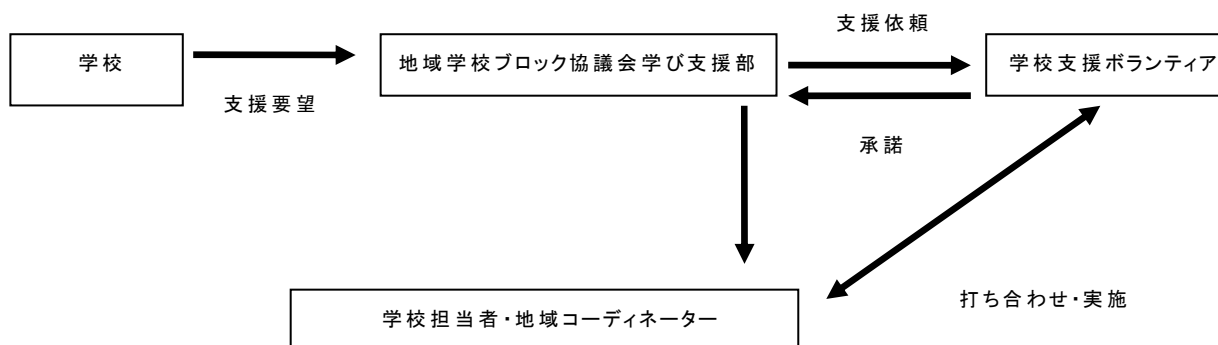 支援依頼
学校
地域学校ブロック協議会学び支援部
学校支援ボランティア
支援要望
承諾
打ち合わせ・実施
学校担当者・地域コーディネーター